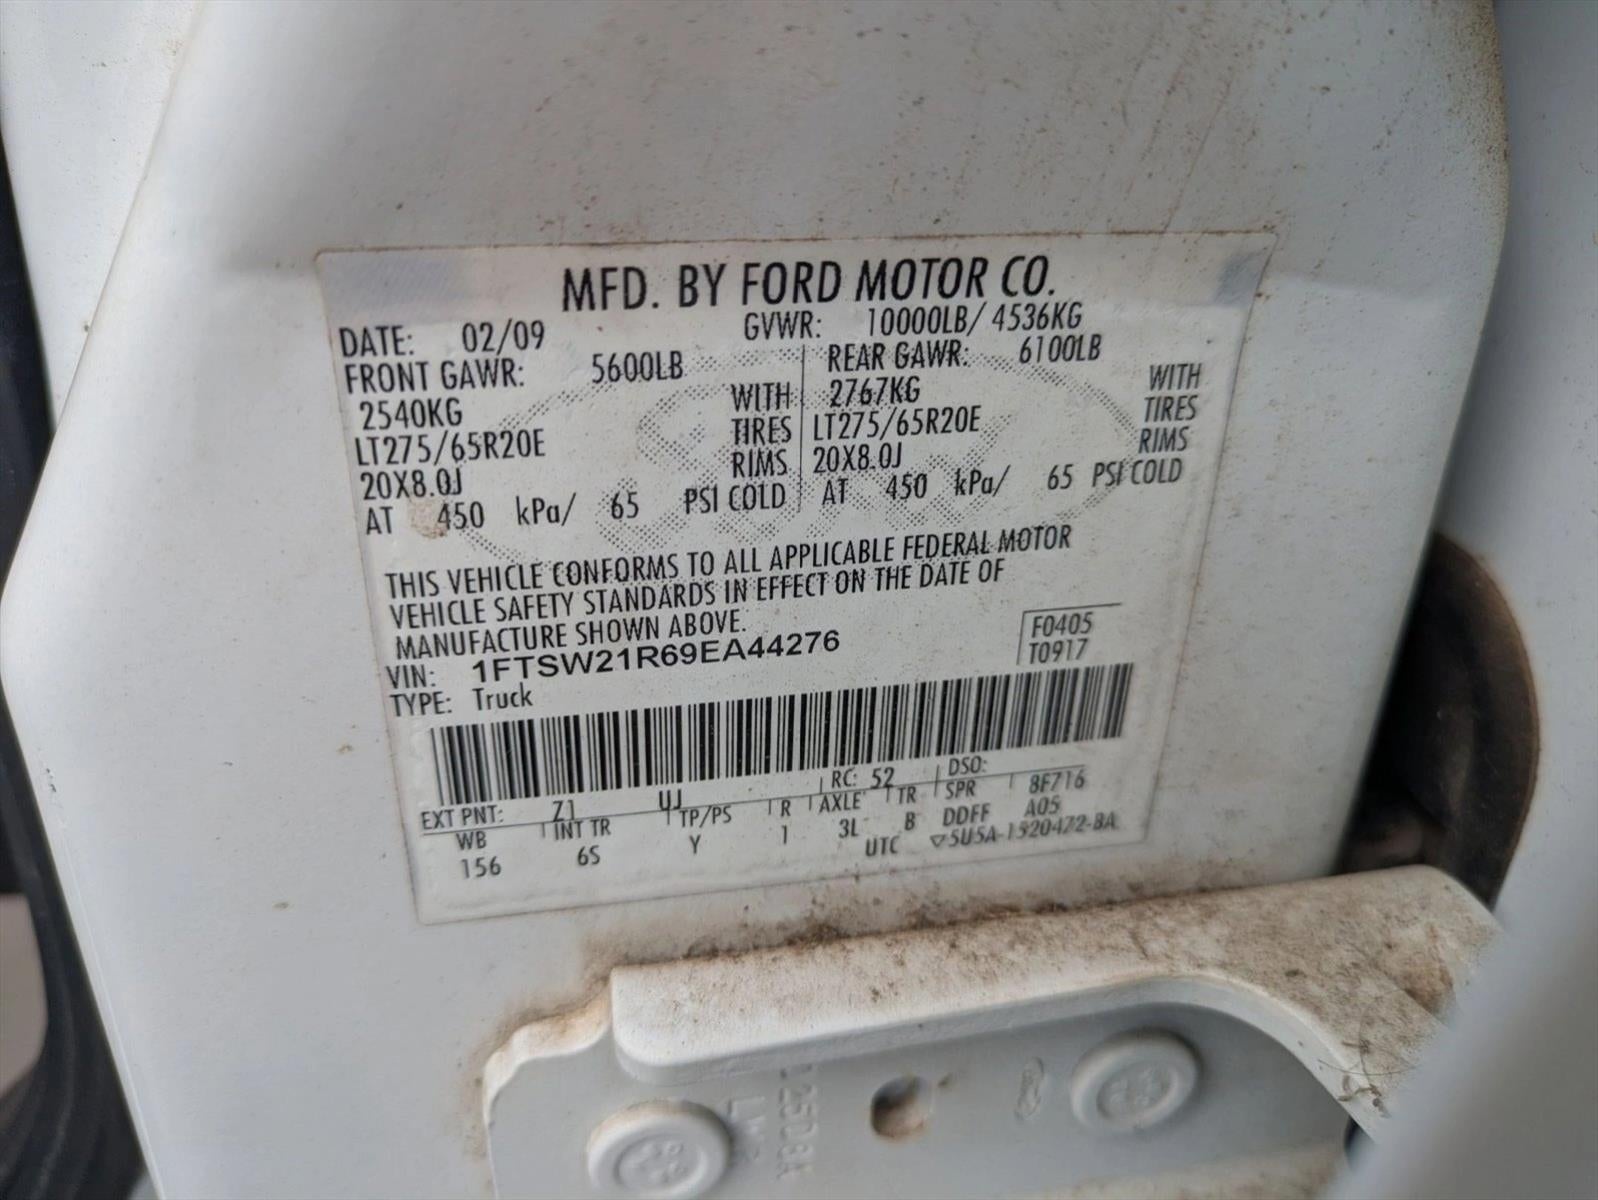 MFD. BY FORD MOTOR CO.
DATE: 02/09 GVWR: 10000LB/ 4536KG
FRONT GAWR: 5600LB REAR GAWR: 6100LB
2540KG WITH 2767KG WITH
LT275/65R20E TIRES LT275/65R20E TIRES
20X8.0J RIMS 20X8.0J RIMS
AT 450 kPa/ 65 PSI COLD AT 450 kPa/ 65 PSI COLD
THIS VEHICLE CONFORMS TO ALL APPLICABLE FEDERAL MOTOR
VEHICLE SAFETY STANDARDS IN EFFECT ON THE DATE OF
MANUFACTURE SHOWN ABOVE.
VIN: 1FTSW21R69EA44276 F0405
TYPE: Truck T0917
EXT PNT: Z1 UJ RC: 52 DSO: 8F716
WB INT TR TP/PS R AXLE TR SPR A05
156 6S Y 1 3L B DDFF
UTC ▽5U5A-1520472-BA